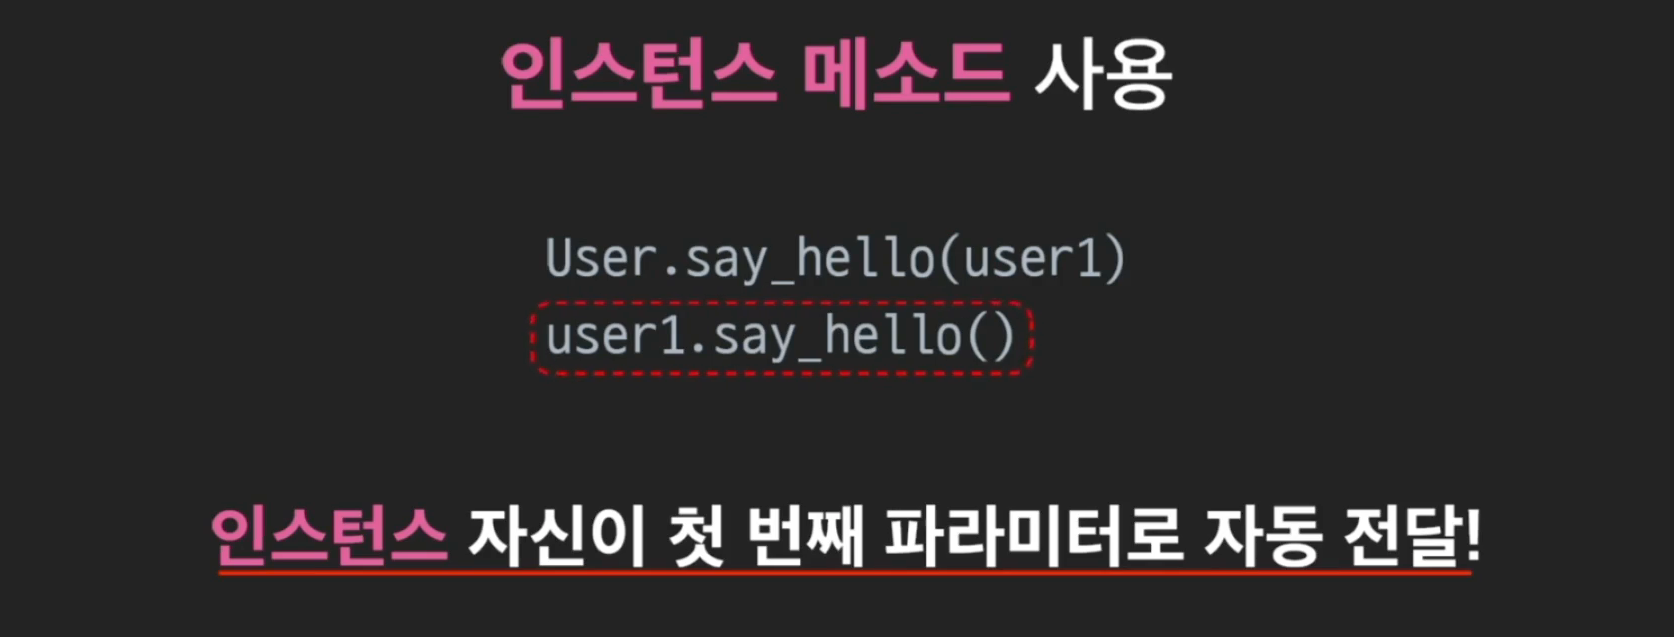 인스턴스 메소드 사용
User.say_hello(user1)
user1.say_hello()
인스턴스 자신이 첫 번째 파라미터로 자동 전달!